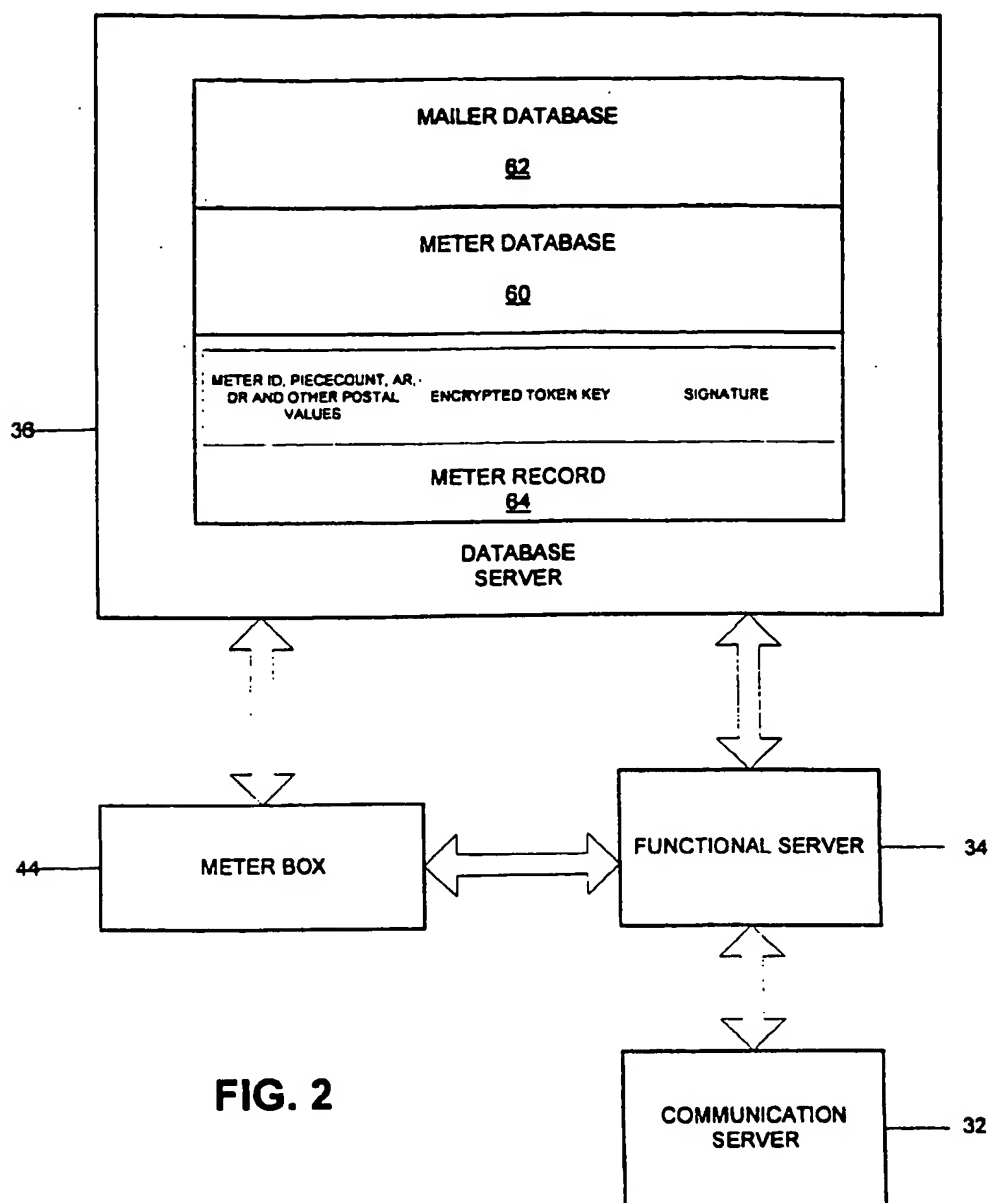 MAILER DATABASE
62
METER DATABASE
60
METER ID, PIECECOUNT, AR,
DR AND OTHER POSTAL
VALUES
ENCRYPTED TOKEN KEY
SIGNATURE
METER RECORD
64
DATABASE
SERVER
36
44
METER BOX
FUNCTIONAL SERVER
34
FIG. 2
COMMUNICATION
SERVER
32